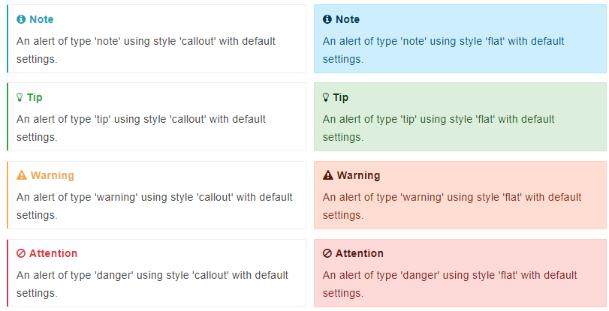 Note
An alert of type 'note' using style 'callout' with default
settings.
Note
An alert of type 'note' using style 'flat' with default
settings.
Tip
An alert of type 'tip' using style 'callout' with default
settings.
Tip
An alert of type 'tip' using style 'flat' with default
settings.
Warning
An alert of type 'warning' using style 'callout' with default
settings.
Warning
An alert of type 'warning' using style 'flat' with default
settings.
Attention
An alert of type 'danger' using style 'callout' with default
settings.
Attention
An alert of type 'danger' using style 'flat' with default
settings.